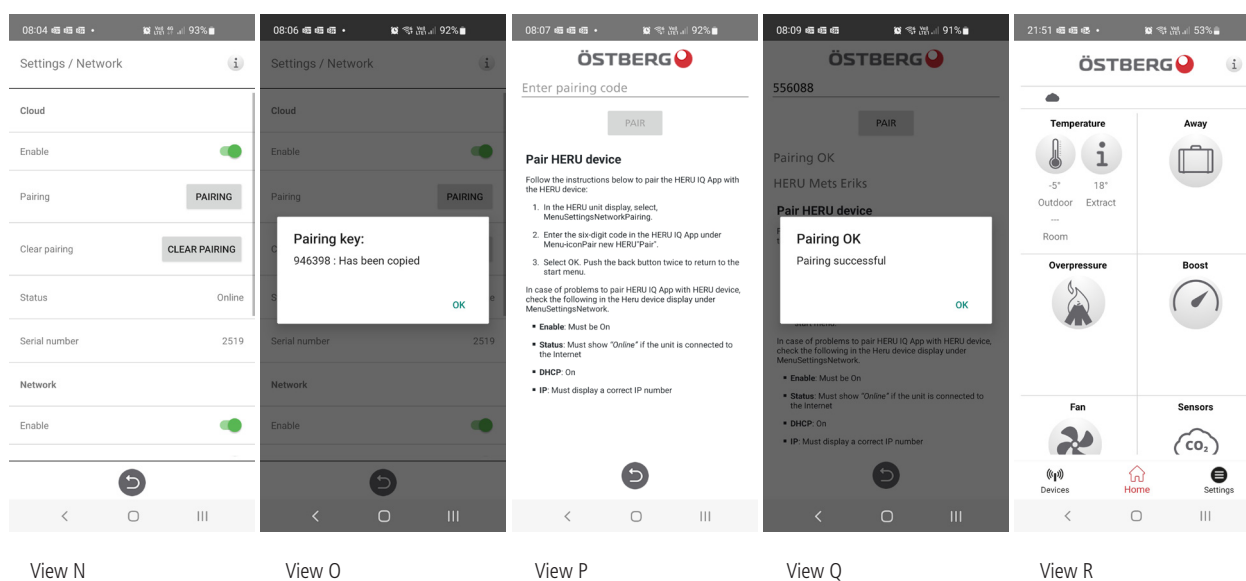 08:04 93%
Settings / Network i
Cloud
Enable
Pairing PAIRING
Clear pairing CLEAR PAIRING
Status Online
Serial number 2519
Network
Enable
View N
08:06 92%
Settings / Network i
Cloud
Enable
Pairing PAIRING
Pairing key:
946398 : Has been copied
OK
Serial number 2519
Network
Enable
View O
08:07 92%
ÖSTBERG
Enter pairing code
PAIR
Pair HERU device
Follow the instructions below to pair the HERU IQ App with
the HERU device:
1. In the HERU unit display, select,
MenuSettingsNetworkPairing.
2. Enter the six-digit code in the HERU IQ App under
Menu-iconPair new HERU"Pair".
3. Select OK. Push the back button twice to return to the
start menu.
In case of problems to pair HERU IQ App with HERU device,
check the following in the Heru device display under
MenuSettingsNetwork.
▪ Enable: Must be On
▪ Status: Must show "Online" if the unit is connected to
the Internet
▪ DHCP: On
▪ IP: Must display a correct IP number
View P
08:09 91%
ÖSTBERG
556088
PAIR
Pairing OK
HERU Mets Eriks
Pair HERU device
Pairing OK
Pairing successful
OK
start menu.
In case of problems to pair HERU IQ App with HERU device,
check the following in the Heru device display under
MenuSettingsNetwork.
▪ Enable: Must be On
▪ Status: Must show "Online" if the unit is connected to
the Internet
▪ DHCP: On
▪ IP: Must display a correct IP number
View Q
21:51 53%
ÖSTBERG i
Temperature Away
-5° 18°
Outdoor Extract
---
Room
Overpressure Boost
Fan Sensors
CO₂
Devices Home Settings
View R